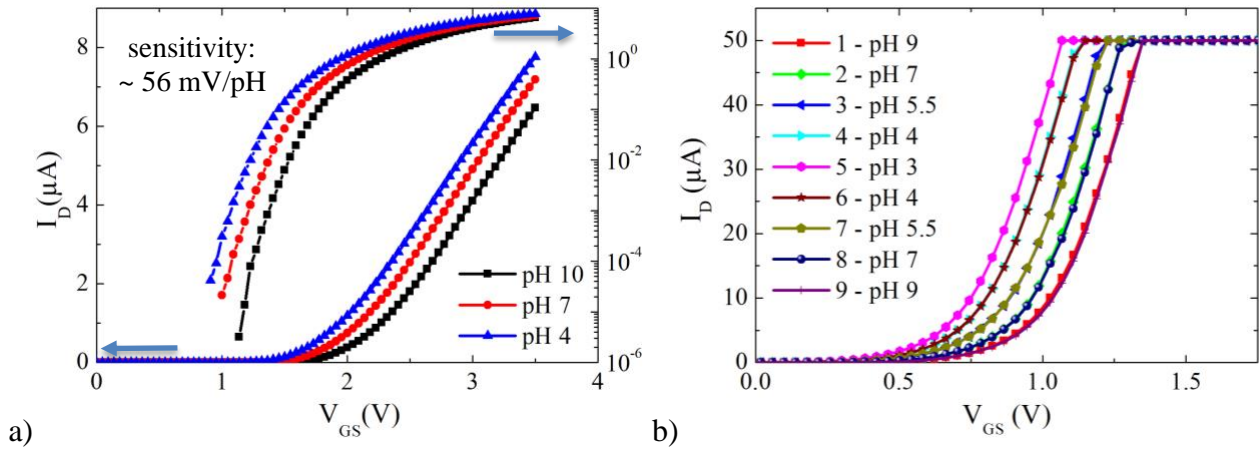 sensitivity:
~ 56 mV/pH
I_D(μA)
8
6
4
2
0
10^0
10^-2
10^-4
10^-6
pH 10
pH 7
pH 4
0
1
2
3
4
V_GS(V)
a)
I_D (μA)
50
40
30
20
10
0
1 - pH 9
2 - pH 7
3 - pH 5.5
4 - pH 4
5 - pH 3
6 - pH 4
7 - pH 5.5
8 - pH 7
9 - pH 9
0.0
0.5
1.0
1.5
V_GS (V)
b)